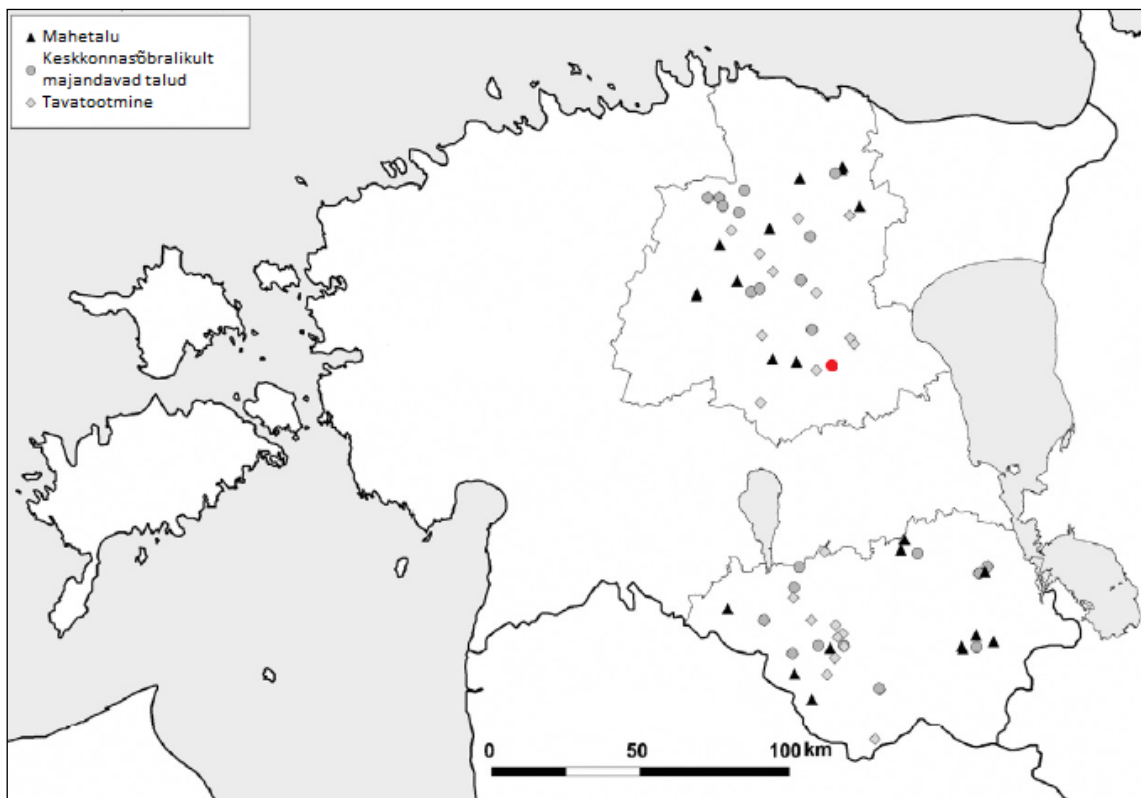 Mahetalu
Keskkonnasõbralikult
majandavad talud
Tavatootmine
0 50 100 km